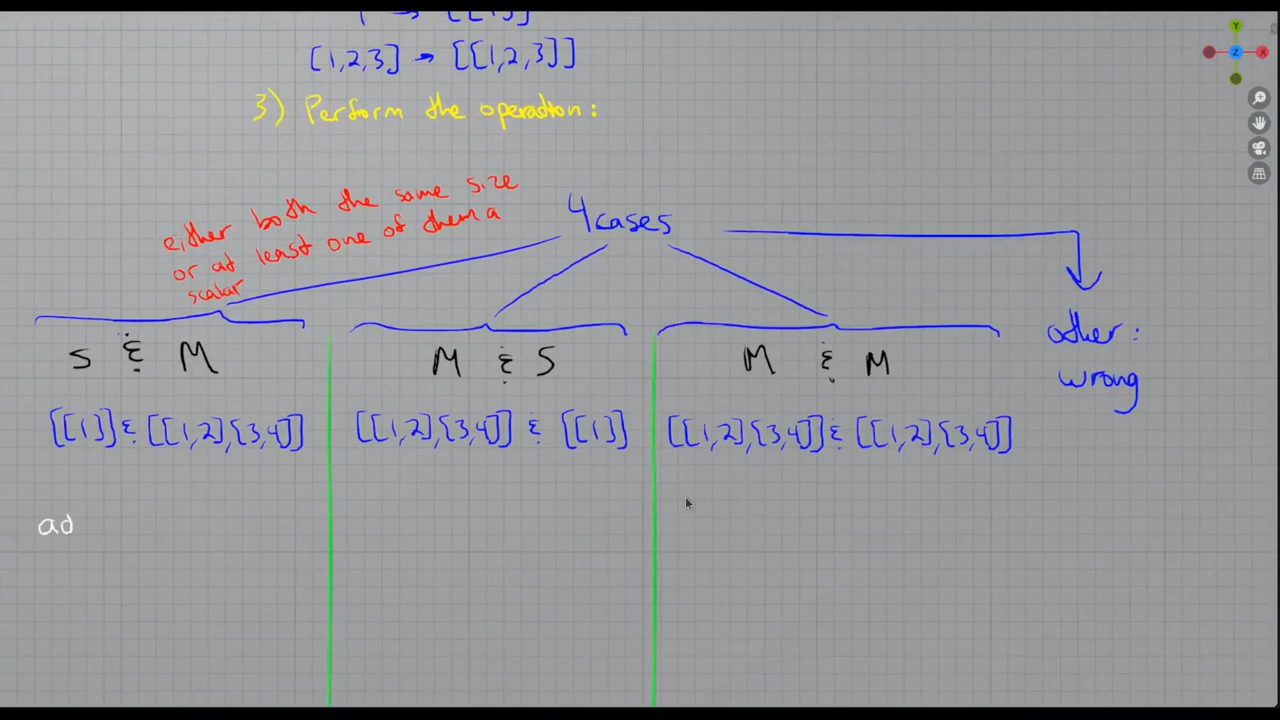 1 → [[1]]
[1,2,3] → [[1,2,3]]
3) Perform the operation:
either both the same size
or at least one of them a
scalar
4 cases
other:
wrong
S & M
M & S
M & M
[[1]] & [[1,2],[3,4]]
[[1,2],[3,4]] & [[1]]
[[1,2],[3,4]] & [[1,2],[3,4]]
ad
Y
Z
X